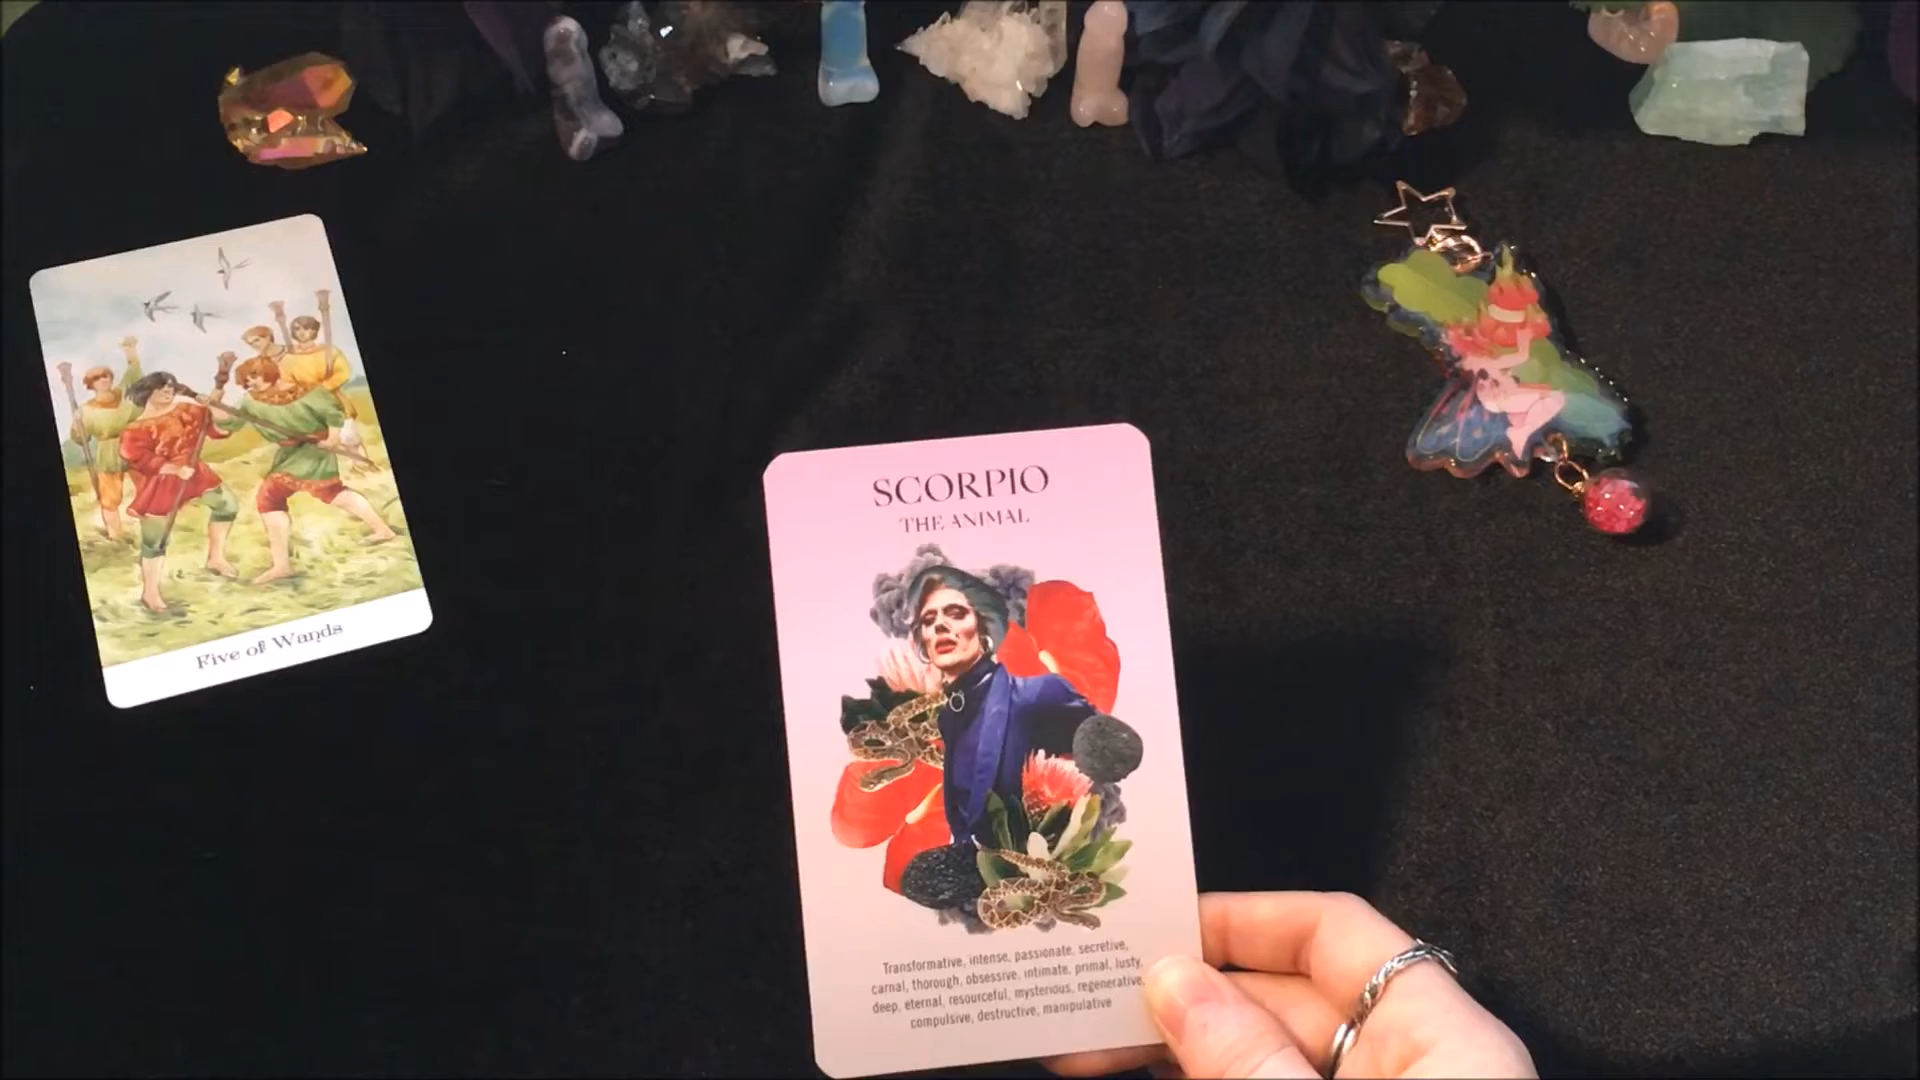 Five of Wands
SCORPIO
THE ANIMAL
Transformative, intense, passionate, secretive,
carnal, thorough, obsessive, intimate, primal, lusty,
deep, eternal, resourceful, mysterious, regenerative,
compulsive, destructive, manipulative